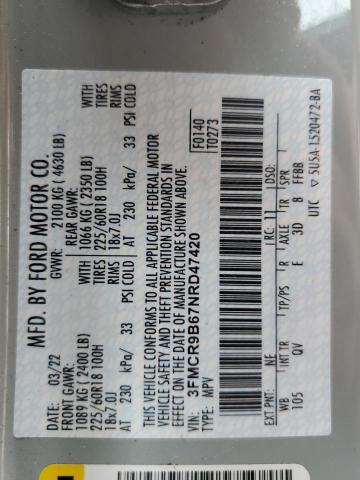 MFD. BY FORD MOTOR CO.
DATE: 03/22 GVWR: 2100 KG ( 4630 LB)
FRONT GAWR: REAR GAWR:
1089 KG ( 2400 LB) WITH 1066 KG ( 2350 LB) WITH
225/60R18 100H TIRES 225/60R18 100H TIRES
18x7.0J RIMS 18x7.0J RIMS
AT 230 kPa/ 33 PSI COLD AT 230 kPa/ 33 PSI COLD
THIS VEHICLE CONFORMS TO ALL APPLICABLE FEDERAL MOTOR
VEHICLE SAFETY AND THEFT PREVENTION STANDARDS IN
EFFECT ON THE DATE OF MANUFACTURE SHOWN ABOVE.
VIN: 3FMCR9B67NRD47420 F0140
TYPE: MPV T0273
EXT PNT: NE RC: 11 DSO:
WB INT TR TP/PS R AXLE TR SPR
105 QV E 3D 8 FFBB
UTC ▽ 5USA-1520472-BA